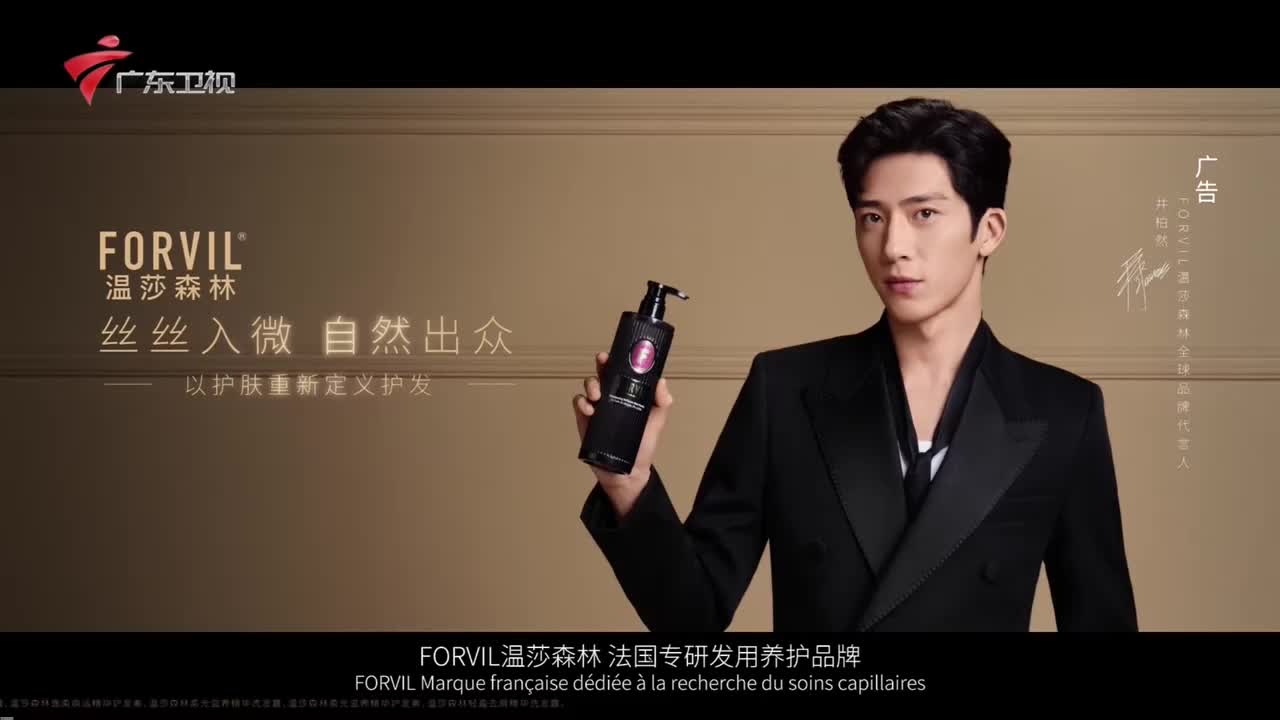 广东卫视
广告
FORVIL®
温莎森林
丝丝入微 自然出众
以护肤重新定义护发
FORVIL温莎森林全球品牌代言人
井柏然
F
FORVIL
FORVIL温莎森林 法国专研发用养护品牌
FORVIL Marque française dédiée à la recherche du soins capillaires